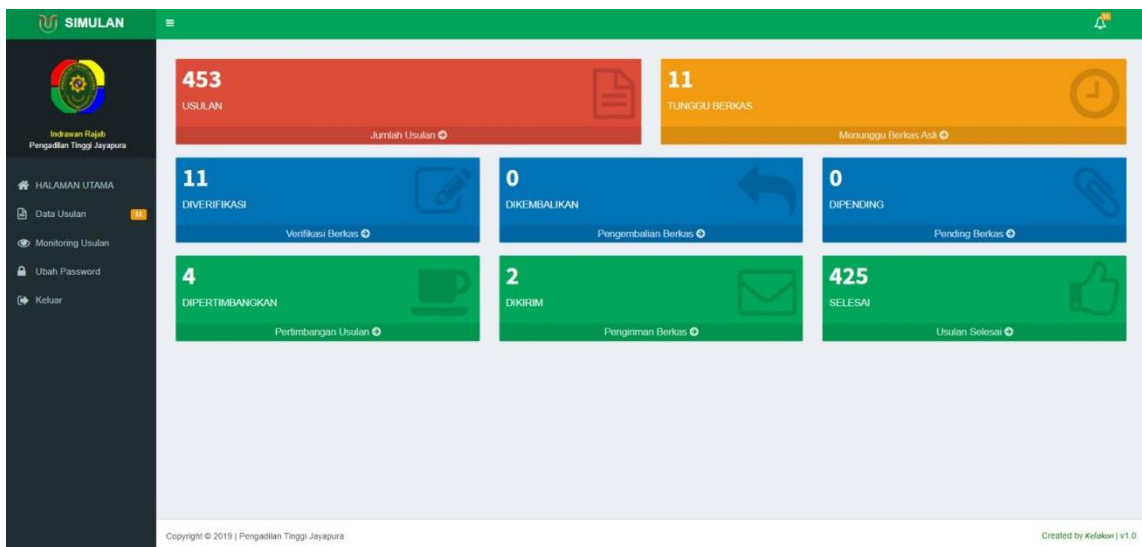 SIMULAN
11
Indrawan Rajab
Pengadilan Tinggi Jayapura
HALAMAN UTAMA
Data Usulan 11
Monitoring Usulan
Ubah Password
Keluar
453
USULAN
Jumlah Usulan
11
TUNGGU BERKAS
Menunggu Berkas Asli
11
DIVERIFIKASI
Verifikasi Berkas
0
DIKEMBALIKAN
Pengembalian Berkas
0
DIPENDING
Pending Berkas
4
DIPERTIMBANGKAN
Pertimbangan Usulan
2
DIKIRIM
Pengiriman Berkas
425
SELESAI
Usulan Selesai
Copyright © 2019 | Pengadilan Tinggi Jayapura
Created by Kelakon | v1.0